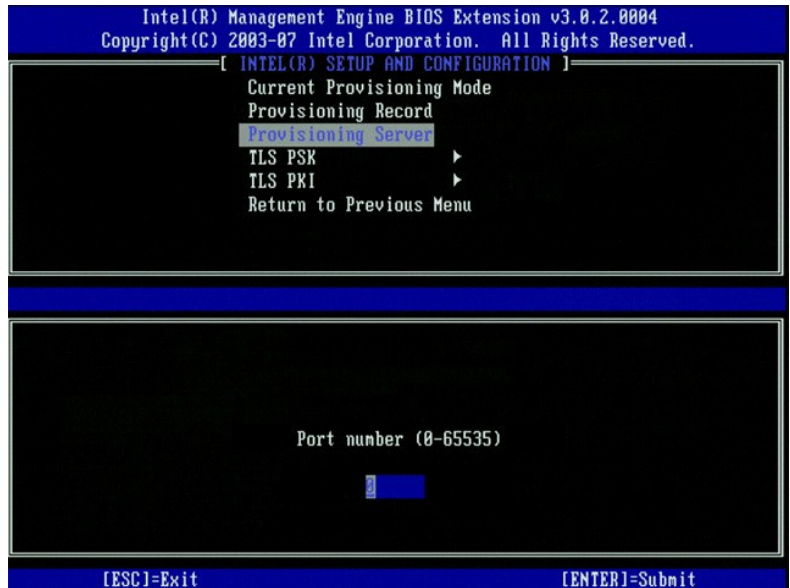 Intel(R) Management Engine BIOS Extension v3.0.2.0004
Copyright(C) 2003-07 Intel Corporation. All Rights Reserved.
[ INTEL(R) SETUP AND CONFIGURATION ]
Current Provisioning Mode
Provisioning Record
Provisioning Server
TLS PSK
TLS PKI
Return to Previous Menu
Port number (0-65535)
0
[ESC]=Exit [ENTER]=Submit